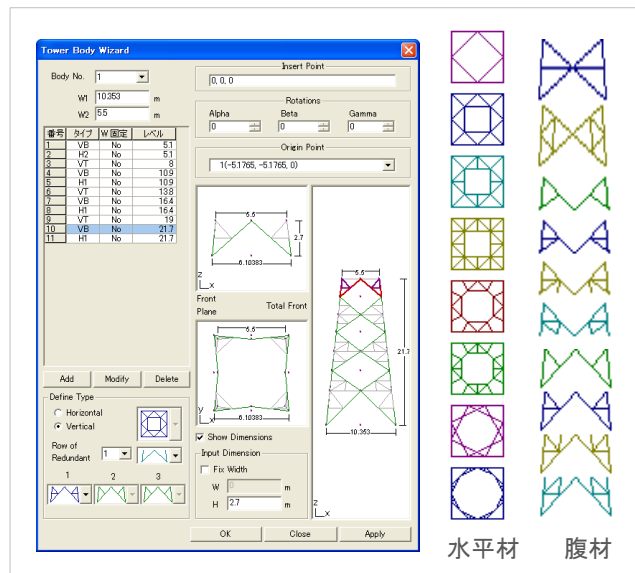 Tower Body Wizard
Body No. 1
W1 10.353 m
W2 5.5 m
番号 タイプ W 固定 レベル
1 VB No 5.1
2 H2 No 5.1
3 VT No 8
4 VB No 10.9
5 H1 No 10.9
6 VT No 13.8
7 VB No 16.4
8 H1 No 16.4
9 VT No 19
10 VB No 21.7
11 H1 No 21.7
Add Modify Delete
Define Type
Horizontal
Vertical
Row of
Redundant 1
1 2 3
Insert Point
0, 0, 0
Rotations
Alpha Beta Gamma
0 0 0
Origin Point
1(-5.1765, -5.1765, 0)
6.6
2.7
6.10383
z
x
Front
Plane
Total Front
6.6
6.10383
y
x
6.6
21.7
10.353
z
x
Show Dimensions
Input Dimension
Fix Width
W 0 m
H 2.7 m
OK Close Apply
水平材 腹材